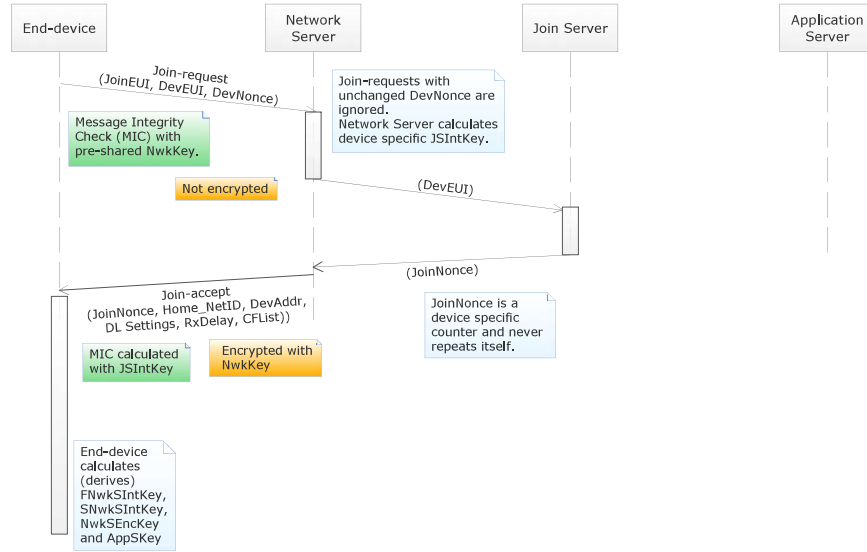 End-device
Network
Server
Join Server
Application
Server
Join-request
(JoinEUI, DevEUI, DevNonce)
Join-requests with
unchanged DevNonce are
ignored.
Network Server calculates
device specific JSIntKey.
Message Integrity
Check (MIC) with
pre-shared NwkKey.
Not encrypted
(DevEUI)
(JoinNonce)
Join-accept
(JoinNonce, Home_NetID, DevAddr,
DL Settings, RxDelay, CFList))
JoinNonce is a
device specific
counter and never
repeats itself.
MIC calculated
with JSIntKey
Encrypted with
NwkKey
End-device
calculates
(derives)
FNwkSIntKey,
SNwkSIntKey,
NwkSEncKey
and AppSKey